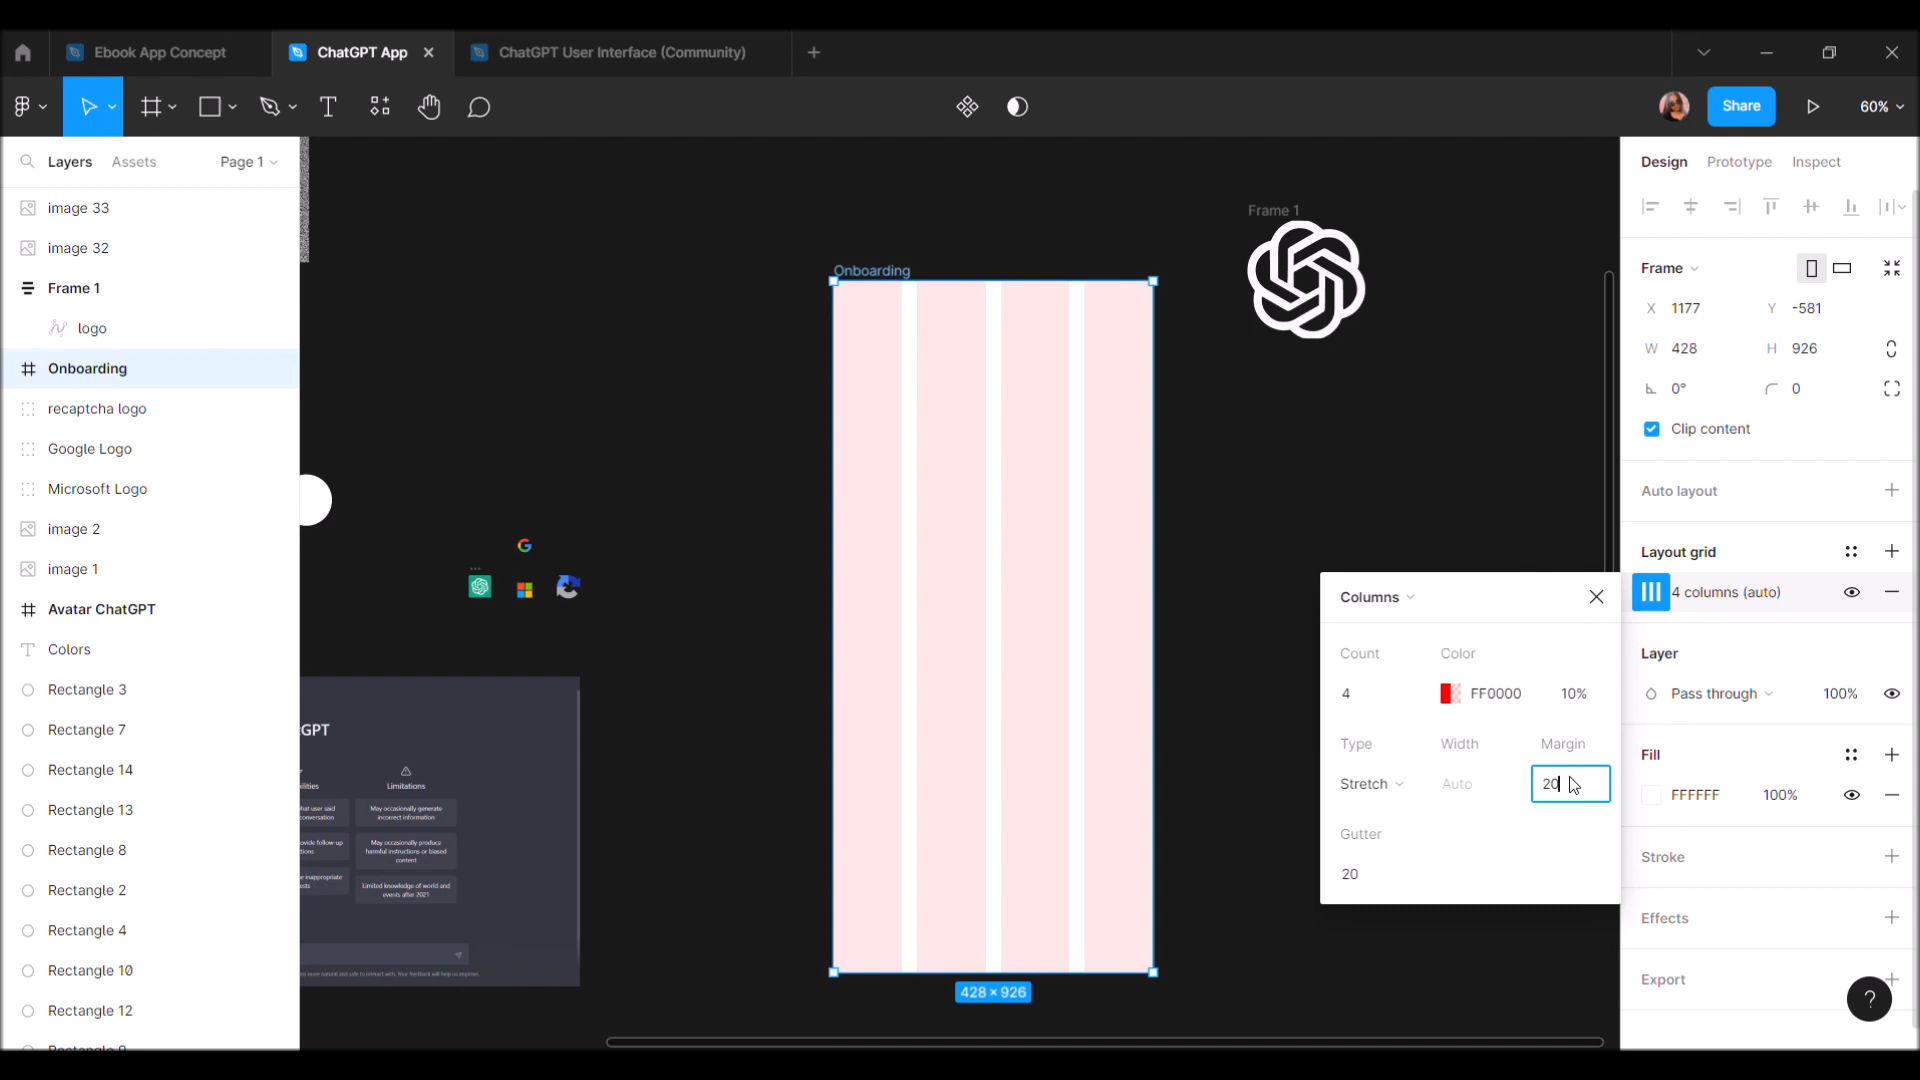 Ebook App Concept
ChatGPT App
ChatGPT User Interface (Community)
Share
60%
Layers
Assets
Page 1
image 33
image 32
Frame 1
logo
Onboarding
recaptcha logo
Google Logo
Microsoft Logo
image 2
image 1
Avatar ChatGPT
Colors
Rectangle 3
Rectangle 7
Rectangle 14
Rectangle 13
Rectangle 8
Rectangle 2
Rectangle 4
Rectangle 10
Rectangle 12
Rectangle 9
Frame 1
Onboarding
428 × 926
GPT
Limitations
May occasionally generate
incorrect information
May occasionally produce
harmful instructions or biased
content
Limited knowledge of world and
events after 2021
Columns
Count
Color
4
FF0000
10%
Type
Width
Margin
Stretch
Auto
20
Gutter
20
Design
Prototype
Inspect
Frame
X 1177
Y -581
W 428
H 926
0°
0
Clip content
Auto layout
Layout grid
4 columns (auto)
Layer
Pass through
100%
Fill
FFFFFF
100%
Stroke
Effects
Export
?